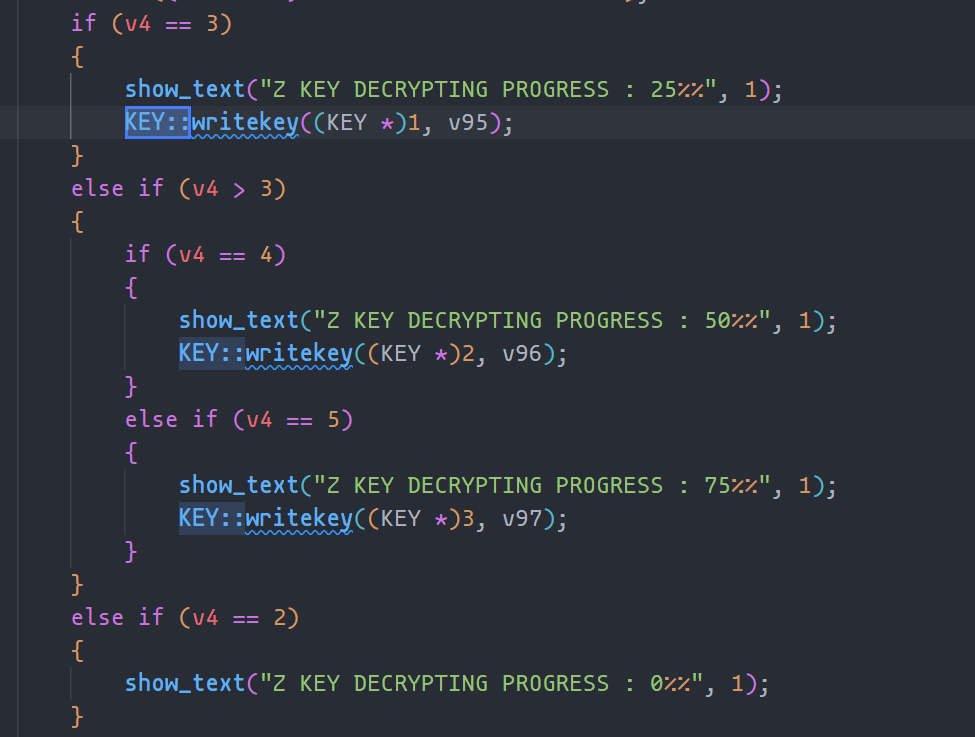 if (v4 == 3)
{
show_text("Z KEY DECRYPTING PROGRESS : 25%%", 1);
KEY::writekey((KEY *)1, v95);
}
else if (v4 > 3)
{
if (v4 == 4)
{
show_text("Z KEY DECRYPTING PROGRESS : 50%%", 1);
KEY::writekey((KEY *)2, v96);
}
else if (v4 == 5)
{
show_text("Z KEY DECRYPTING PROGRESS : 75%%", 1);
KEY::writekey((KEY *)3, v97);
}
}
else if (v4 == 2)
{
show_text("Z KEY DECRYPTING PROGRESS : 0%%", 1);
}